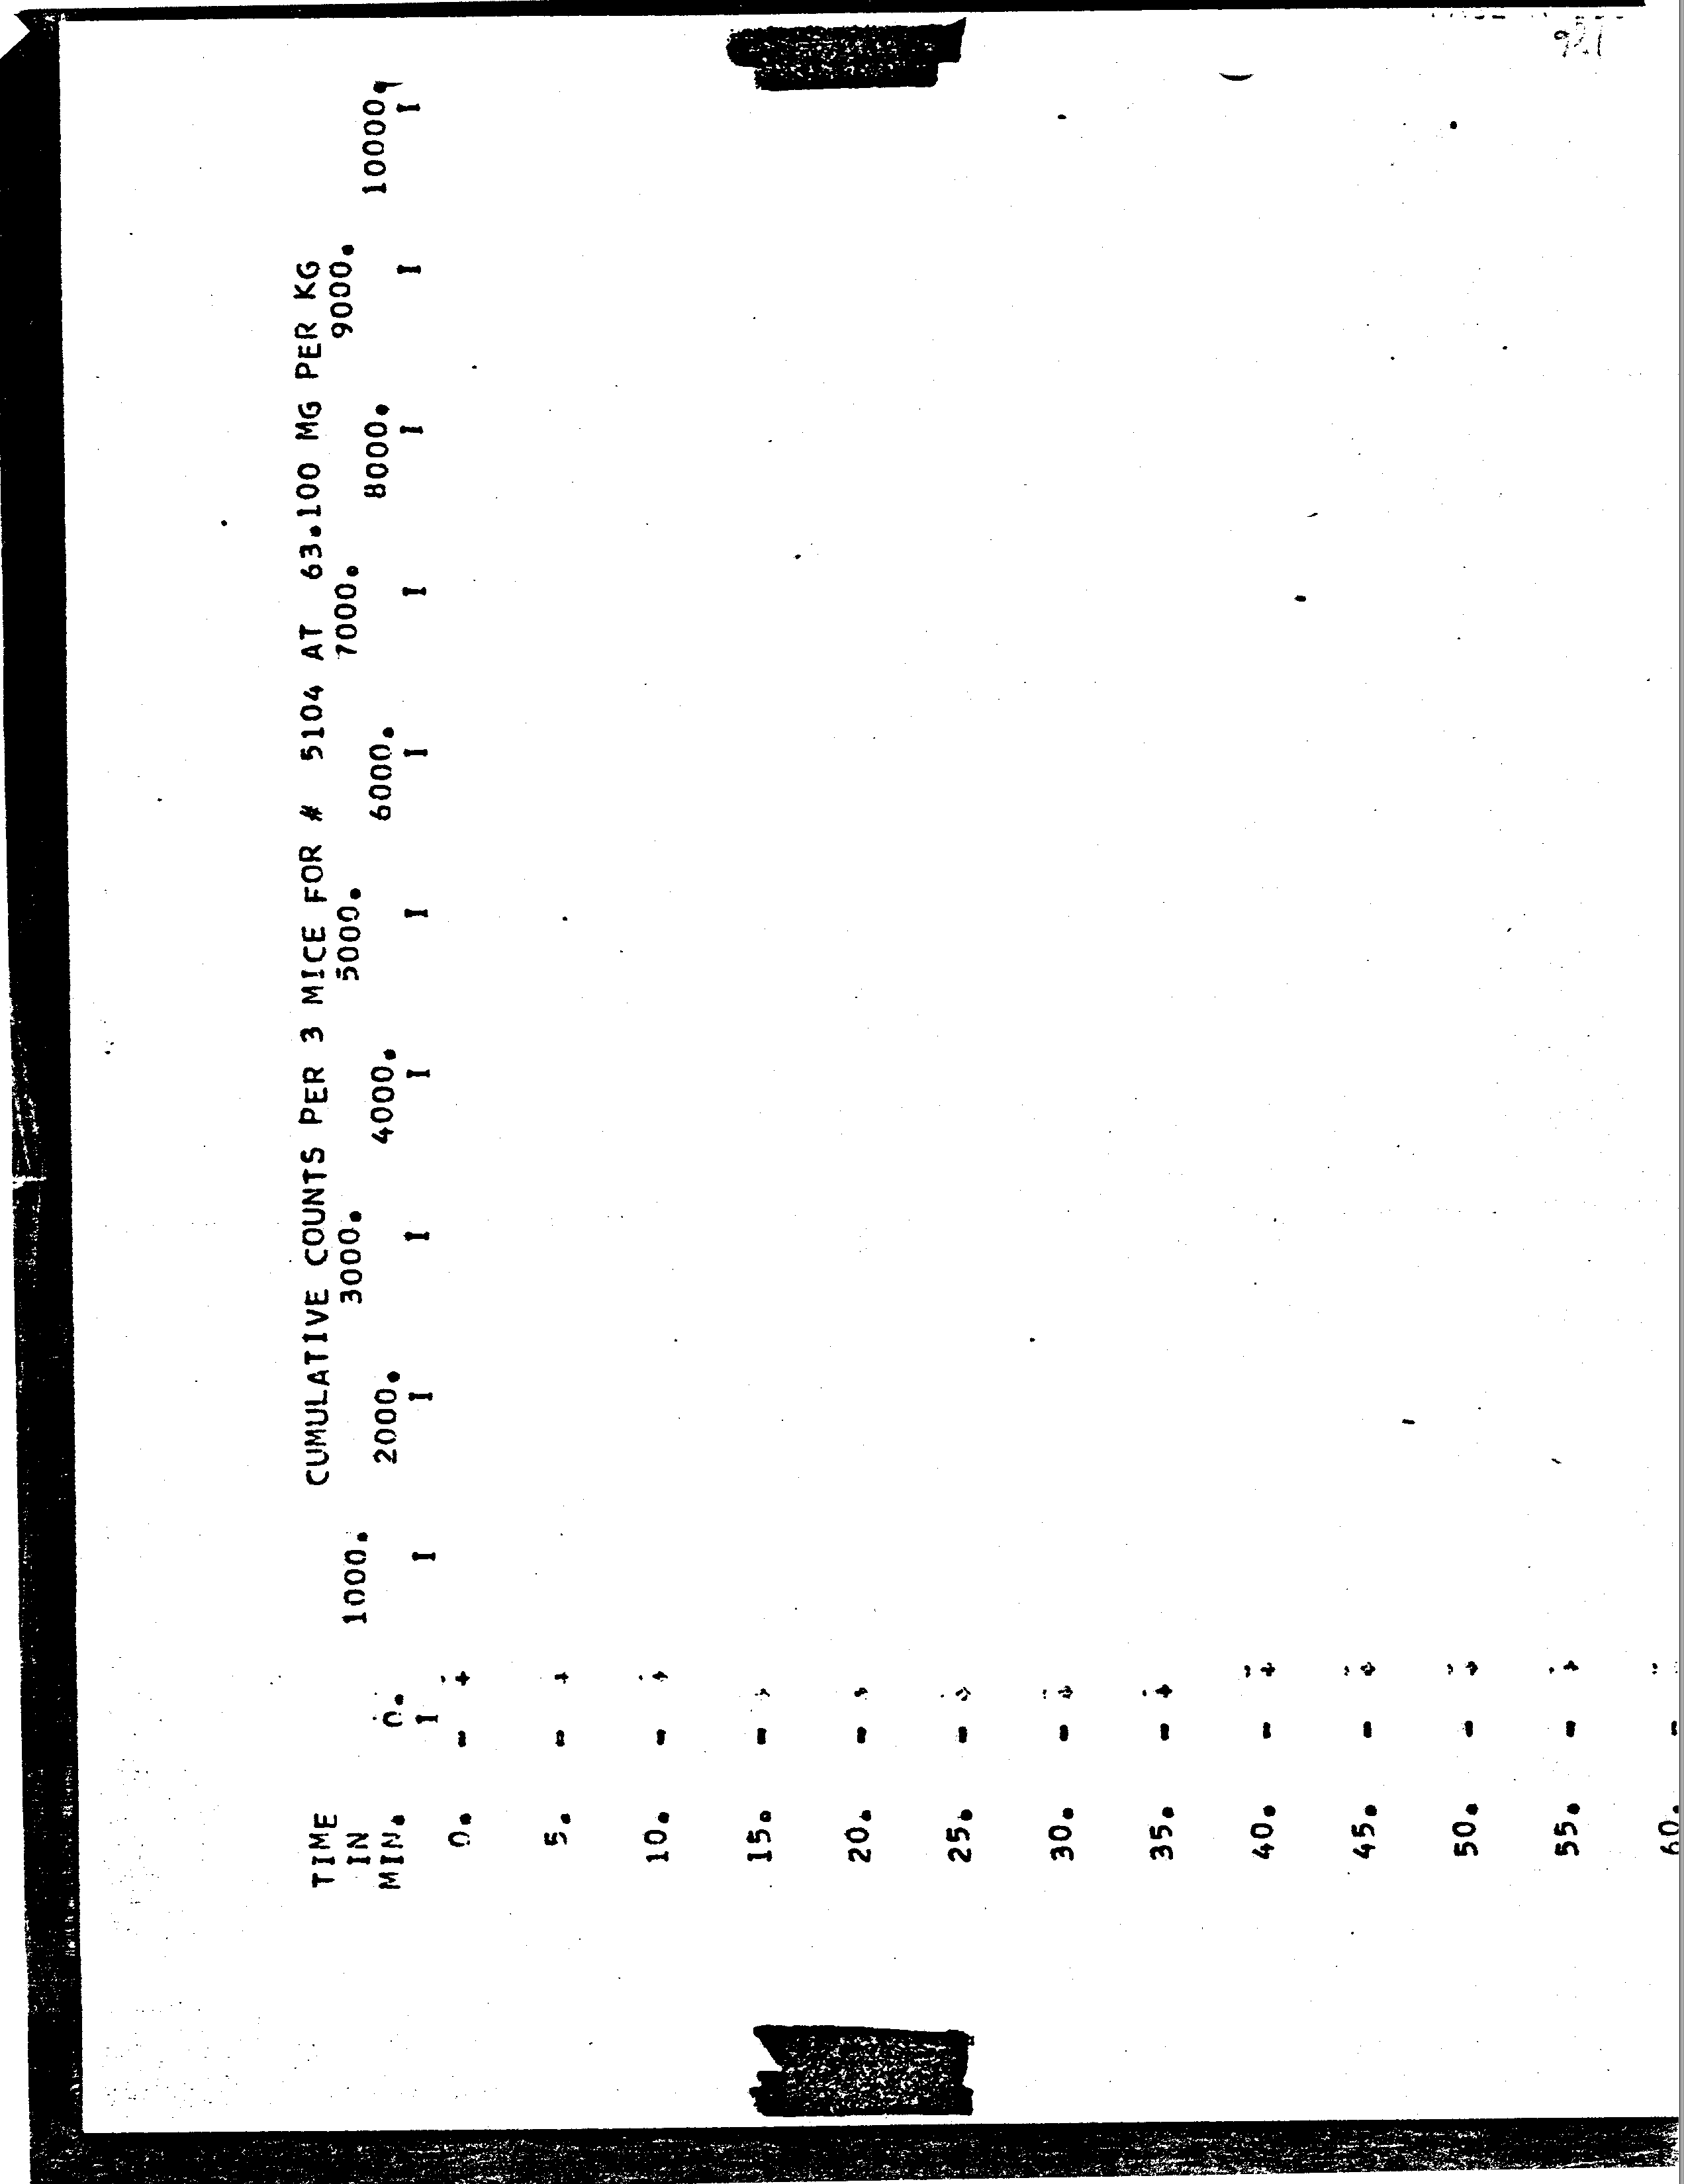 TIME CUMULATIVE COUNTS PER 3 MICE FOR # 5104 AT 63.100 MG PER KG
IN 1000. 3000. 5000. 7000. 9000.
MIN. 0. 2000. 4000. 6000. 8000. 10000.
I I I I I I I I I I I
0. - +
5. - +
10. - +
15. - +
20. - +
25. - +
30. - +
35. - +
40. - +
45. - +
50. - +
55. - +
60. -